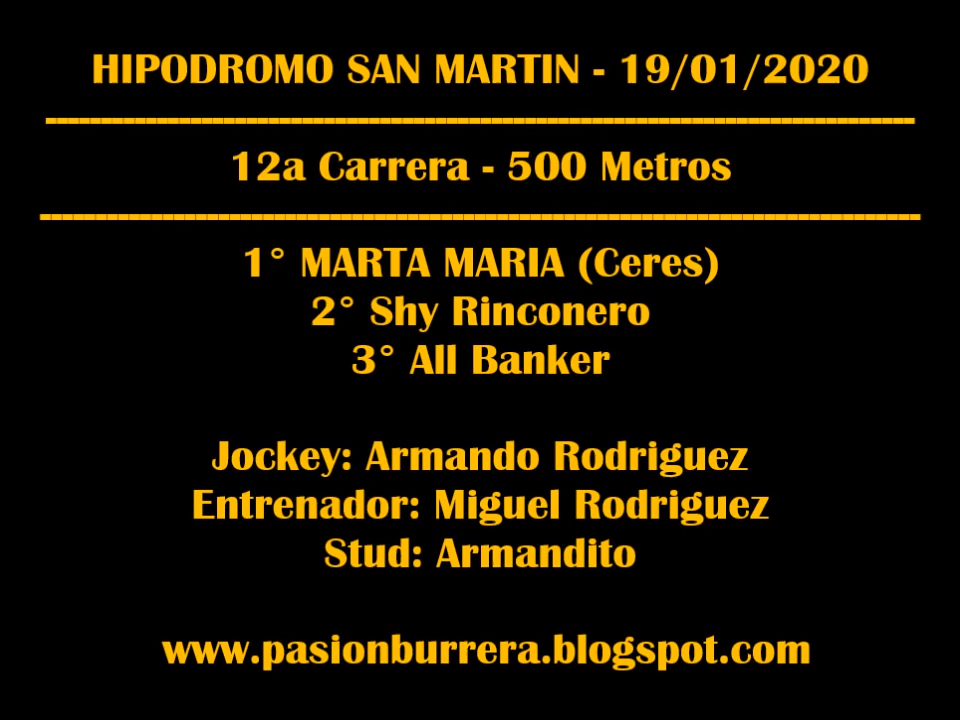 HIPODROMO SAN MARTIN - 19/01/2020
--------------------------------------------------------------------------------
12a Carrera - 500 Metros
--------------------------------------------------------------------------------
1° MARTA MARIA (Ceres)
2° Shy Rinconero
3° All Banker
Jockey: Armando Rodriguez
Entrenador: Miguel Rodriguez
Stud: Armandito
www.pasionburrera.blogspot.com